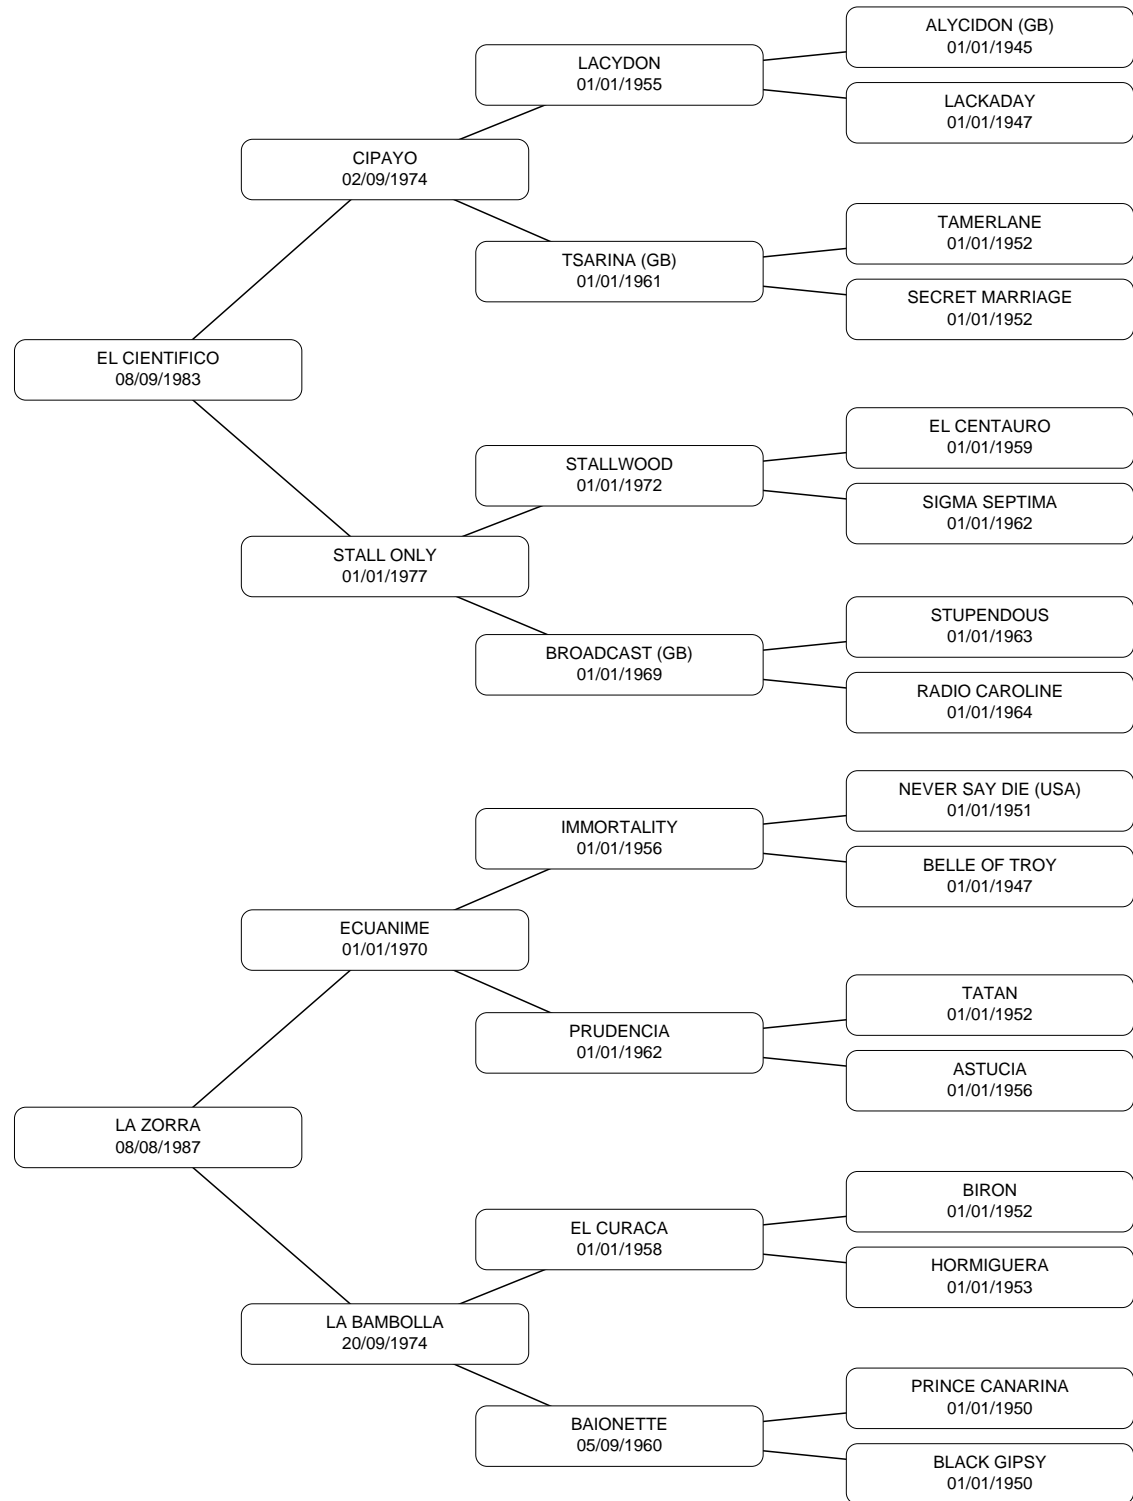 ALYCIDON (GB)
01/01/1945
LACYDON
01/01/1955
LACKADAY
01/01/1947
CIPAYO
02/09/1974
TAMERLANE
01/01/1952
TSARINA (GB)
01/01/1961
SECRET MARRIAGE
01/01/1952
EL CIENTIFICO
08/09/1983
EL CENTAURO
01/01/1959
STALLWOOD
01/01/1972
SIGMA SEPTIMA
01/01/1962
STALL ONLY
01/01/1977
STUPENDOUS
01/01/1963
BROADCAST (GB)
01/01/1969
RADIO CAROLINE
01/01/1964
NEVER SAY DIE (USA)
01/01/1951
IMMORTALITY
01/01/1956
BELLE OF TROY
01/01/1947
ECUANIME
01/01/1970
TATAN
01/01/1952
PRUDENCIA
01/01/1962
ASTUCIA
01/01/1956
LA ZORRA
08/08/1987
BIRON
01/01/1952
EL CURACA
01/01/1958
HORMIGUERA
01/01/1953
LA BAMBOLLA
20/09/1974
PRINCE CANARINA
01/01/1950
BAIONETTE
05/09/1960
BLACK GIPSY
01/01/1950